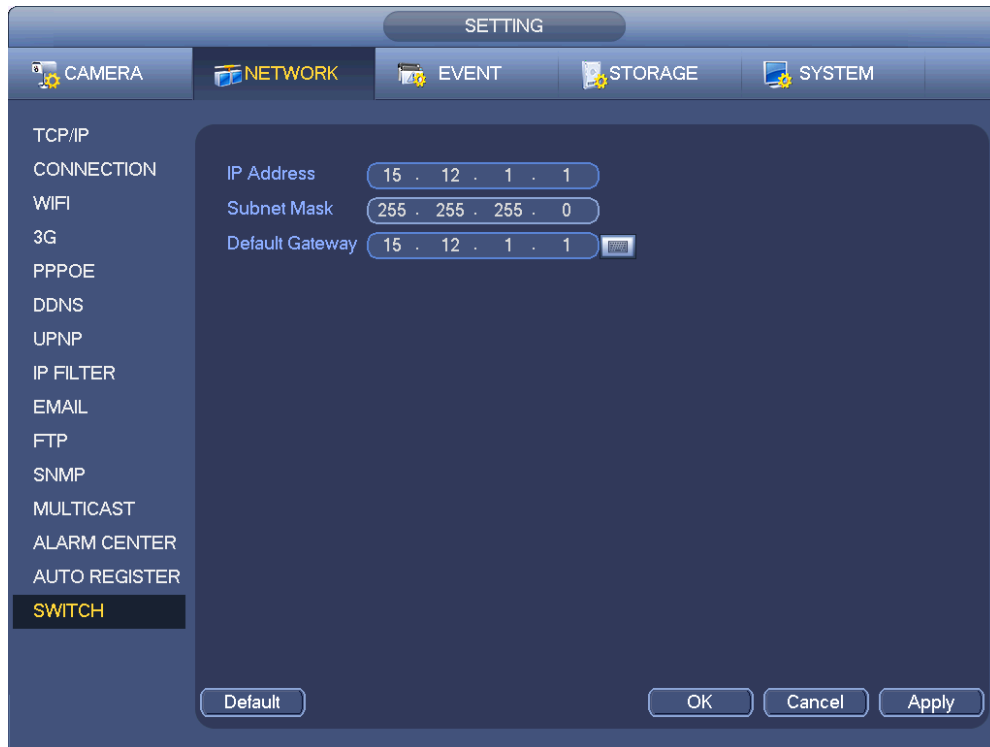 SETTING
CAMERA NETWORK EVENT STORAGE SYSTEM
TCP/IP
CONNECTION
WIFI
3G
PPPOE
DDNS
UPNP
IP FILTER
EMAIL
FTP
SNMP
MULTICAST
ALARM CENTER
AUTO REGISTER
SWITCH
IP Address 15 . 12 . 1 . 1
Subnet Mask 255 . 255 . 255 . 0
Default Gateway 15 . 12 . 1 . 1
Default OK Cancel Apply